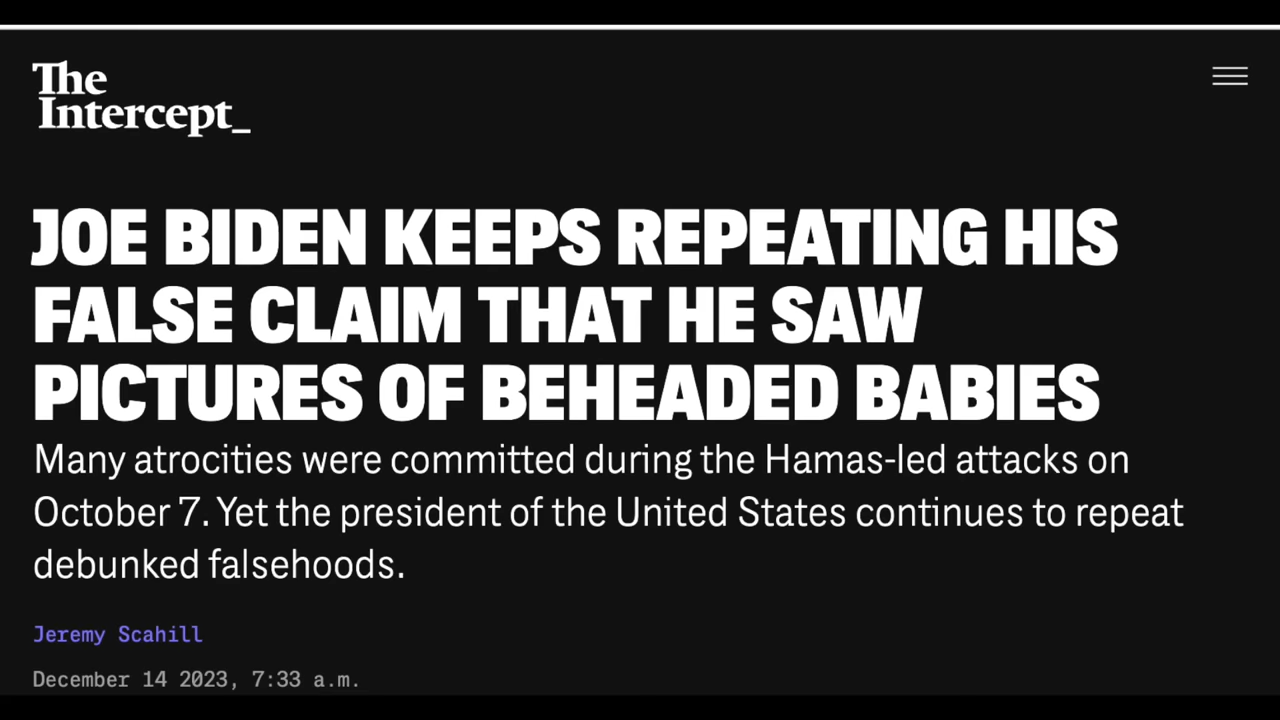 The
Intercept_
JOE BIDEN KEEPS REPEATING HIS
FALSE CLAIM THAT HE SAW
PICTURES OF BEHEADED BABIES
Many atrocities were committed during the Hamas-led attacks on
October 7. Yet the president of the United States continues to repeat
debunked falsehoods.
Jeremy Scahill
December 14 2023, 7:33 a.m.